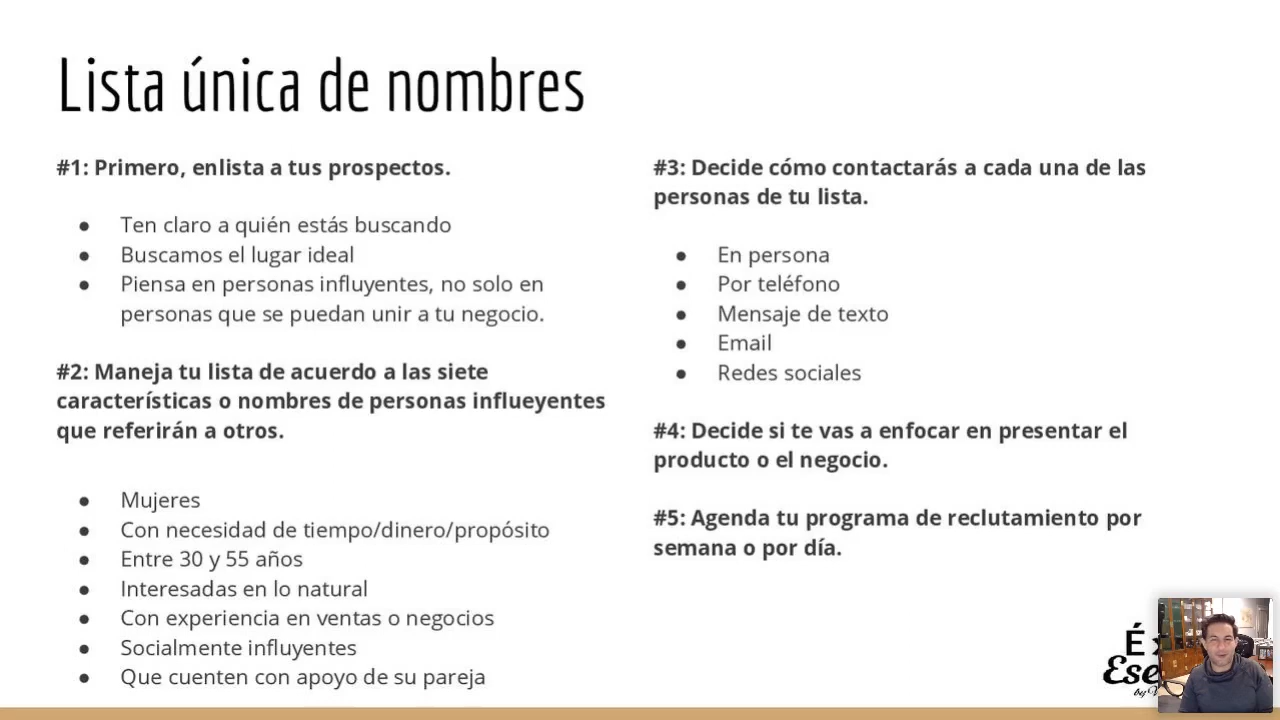 Lista única de nombres
#1: Primero, enlista a tus prospectos.
● Ten claro a quién estás buscando
● Buscamos el lugar ideal
● Piensa en personas influyentes, no solo en
personas que se puedan unir a tu negocio.
#2: Maneja tu lista de acuerdo a las siete
características o nombres de personas influeyentes
que referirán a otros.
● Mujeres
● Con necesidad de tiempo/dinero/propósito
● Entre 30 y 55 años
● Interesadas en lo natural
● Con experiencia en ventas o negocios
● Socialmente influyentes
● Que cuenten con apoyo de su pareja
#3: Decide cómo contactarás a cada una de las
personas de tu lista.
● En persona
● Por teléfono
● Mensaje de texto
● Email
● Redes sociales
#4: Decide si te vas a enfocar en presentar el
producto o el negocio.
#5: Agenda tu programa de reclutamiento por
semana o por día.
by